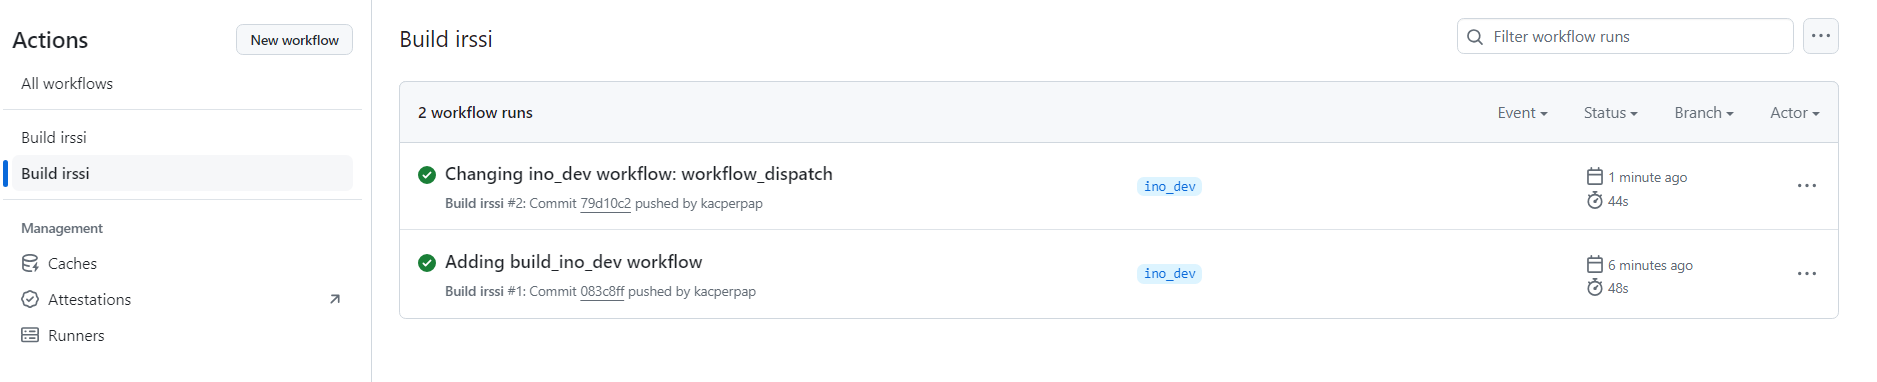 Actions
New workflow
All workflows
Build irssi
Build irssi
Management
Caches
Attestations
Runners
Build irssi
Filter workflow runs
2 workflow runs
Event
Status
Branch
Actor
Changing ino_dev workflow: workflow_dispatch
Build irssi #2: Commit 79d10c2 pushed by kacperpap
ino_dev
1 minute ago
44s
Adding build_ino_dev workflow
Build irssi #1: Commit 083c8ff pushed by kacperpap
ino_dev
6 minutes ago
48s